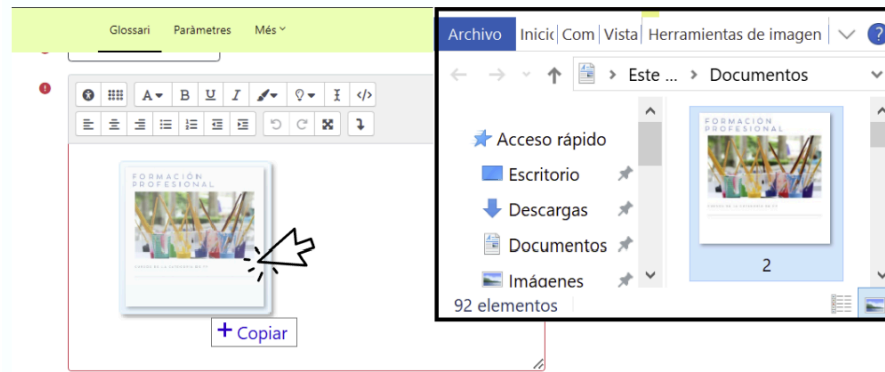 Glossari Paràmetres Més
A B U I </>
FORMACIÓN
PROFESIONAL
+ Copiar
Archivo Inicic Com Vista Herramientas de imagen ?
Este ... > Documentos
Acceso rápido
Escritorio
Descargas
Documentos
Imágenes
92 elementos
FORMACIÓN
PROFESIONAL
2